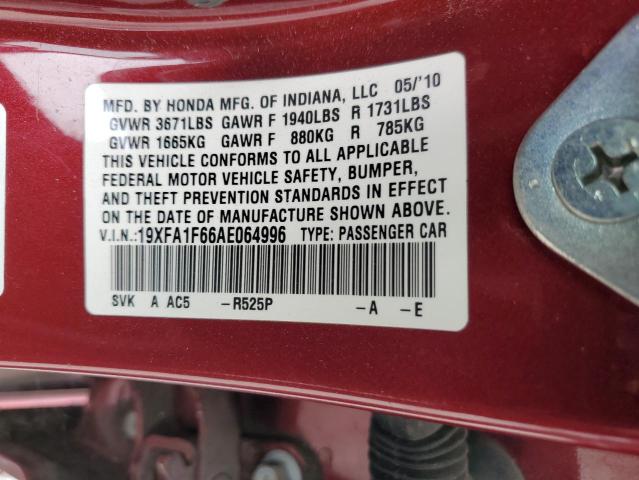 MFD. BY HONDA MFG. OF INDIANA, LLC 05/'10
GVWR 3671LBS GAWR F 1940LBS R 1731LBS
GVWR 1665KG GAWR F 880KG R 785KG
THIS VEHICLE CONFORMS TO ALL APPLICABLE
FEDERAL MOTOR VEHICLE SAFETY, BUMPER,
AND THEFT PREVENTION STANDARDS IN EFFECT
ON THE DATE OF MANUFACTURE SHOWN ABOVE.
V.I.N.:19XFA1F66AE064996 TYPE: PASSENGER CAR
SVK A AC5 -R525P -A -E